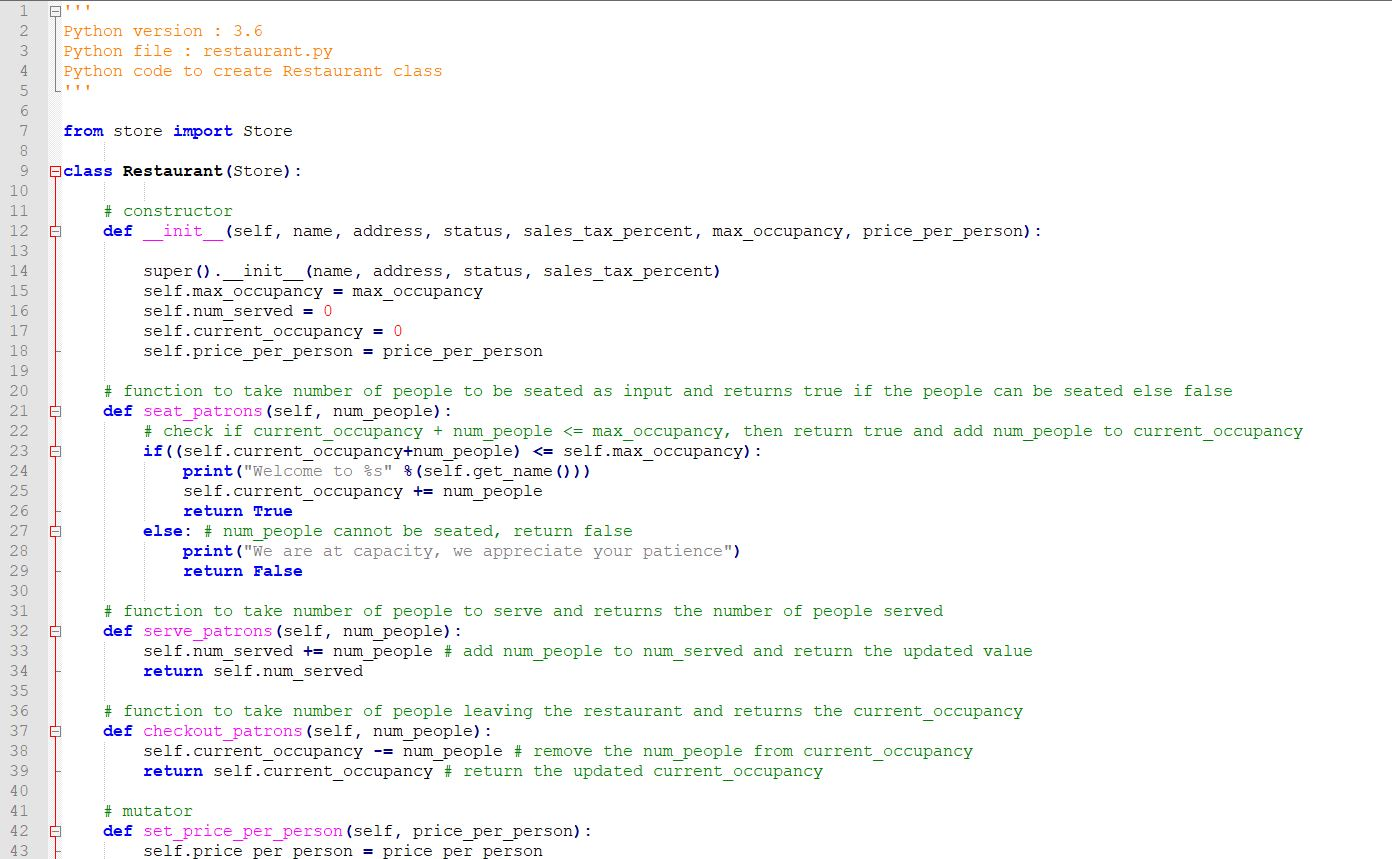 1 '''
2 Python version : 3.6
3 Python file : restaurant.py
4 Python code to create Restaurant class
5 '''
6
7 from store import Store
8
9 class Restaurant(Store):
10
11     # constructor
12     def __init__(self, name, address, status, sales_tax_percent, max_occupancy, price_per_person):
13
14         super().__init__(name, address, status, sales_tax_percent)
15         self.max_occupancy = max_occupancy
16         self.num_served = 0
17         self.current_occupancy = 0
18         self.price_per_person = price_per_person
19
20     # function to take number of people to be seated as input and returns true if the people can be seated else false
21     def seat_patrons(self, num_people):
22         # check if current_occupancy + num_people <= max_occupancy, then return true and add num_people to current_occupancy
23         if((self.current_occupancy+num_people) <= self.max_occupancy):
24             print("Welcome to %s" %(self.get_name()))
25             self.current_occupancy += num_people
26             return True
27         else: # num_people cannot be seated, return false
28             print("We are at capacity, we appreciate your patience")
29             return False
30
31     # function to take number of people to serve and returns the number of people served
32     def serve_patrons(self, num_people):
33         self.num_served += num_people # add num_people to num_served and return the updated value
34         return self.num_served
35
36     # function to take number of people leaving the restaurant and returns the current_occupancy
37     def checkout_patrons(self, num_people):
38         self.current_occupancy -= num_people # remove the num_people from current_occupancy
39         return self.current_occupancy # return the updated current_occupancy
40
41     # mutator
42     def set_price_per_person(self, price_per_person):
43         self.price_per_person = price_per_person